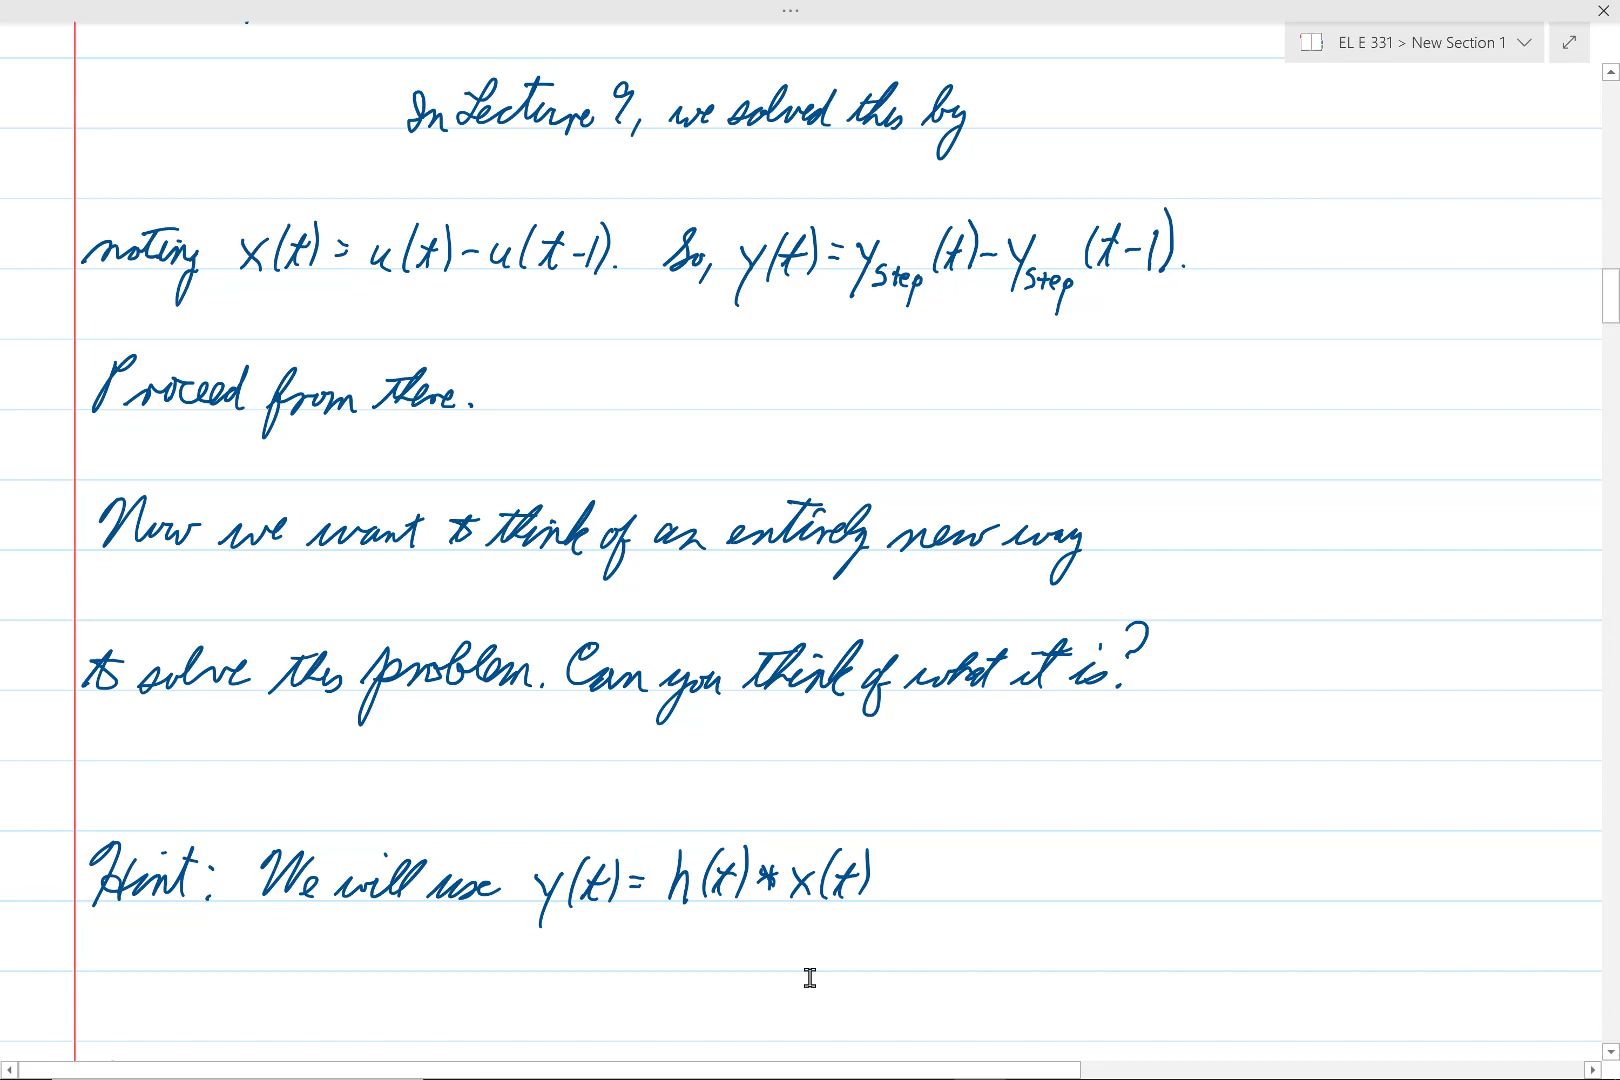 EL E 331 > New Section 1
In Lecture 9, we solved this by
noting x(t) = u(t) - u(t-1). So, y(t) = y_step(t) - y_step(t-1).
Proceed from there.
Now we want to think of an entirely new way
to solve this problem. Can you think of what it is?
Hint: We will use y(t) = h(t) * x(t)